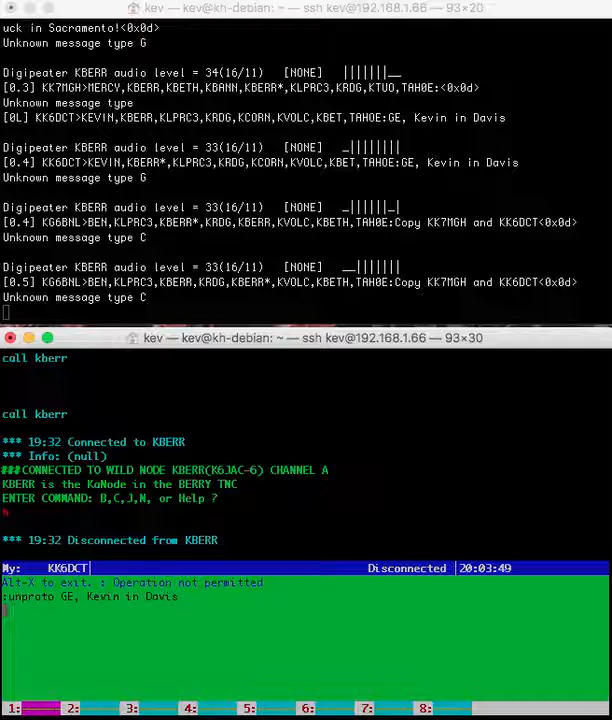 kev — kev@kh-debian: ~ — ssh kev@192.168.1.66 — 93×20
uck in Sacramento!<0x0d>
Unknown message type G
Digipeater KBERR audio level = 34(16/11) [NONE] |||||||__
[0.3] KK7MGH>MERCY,KBERR,KBETH,KBANN,KBERR*,KLPRC3,KRDG,KTUO,TAHOE:<0x0d>
Unknown message type
[0L] KK6DCT>KEVIN,KBERR,KLPRC3,KRDG,KCORN,KVOLC,KBET,TAHOE:GE, Kevin in Davis
Digipeater KBERR audio level = 33(16/11) [NONE] _||||||||
[0.4] KK6DCT>KEVIN,KBERR*,KLPRC3,KRDG,KCORN,KVOLC,KBET,TAHOE:GE, Kevin in Davis
Unknown message type G
Digipeater KBERR audio level = 33(16/11) [NONE] _||||||_|
[0.4] KG6BNL>BEN,KLPRC3,KBERR*,KRDG,KBERR,KVOLC,KBETH,TAHOE:Copy KK7MGH and KK6DCT<0x0d>
Unknown message type C
Digipeater KBERR audio level = 33(16/11) [NONE] __|||||||
[0.5] KG6BNL>BEN,KLPRC3,KBERR,KRDG,KBERR*,KVOLC,KBETH,TAHOE:Copy KK7MGH and KK6DCT<0x0d>
Unknown message type C
kev — kev@kh-debian: ~ — ssh kev@192.168.1.66 — 93×30
call kberr
call kberr
*** 19:32 Connected to KBERR
*** Info: (null)
###CONNECTED TO WILD NODE KBERR(K6JAC-6) CHANNEL A
KBERR is the KaNode in the BERRY TNC
ENTER COMMAND: B,C,J,N, or Help ?
h
*** 19:32 Disconnected from KBERR
My: KK6DCT| Disconnected |20:03:49
Alt-X to exit. : Operation not permitted
:unproto GE, Kevin in Davis
1: 2: 3: 4: 5: 6: 7: 8: